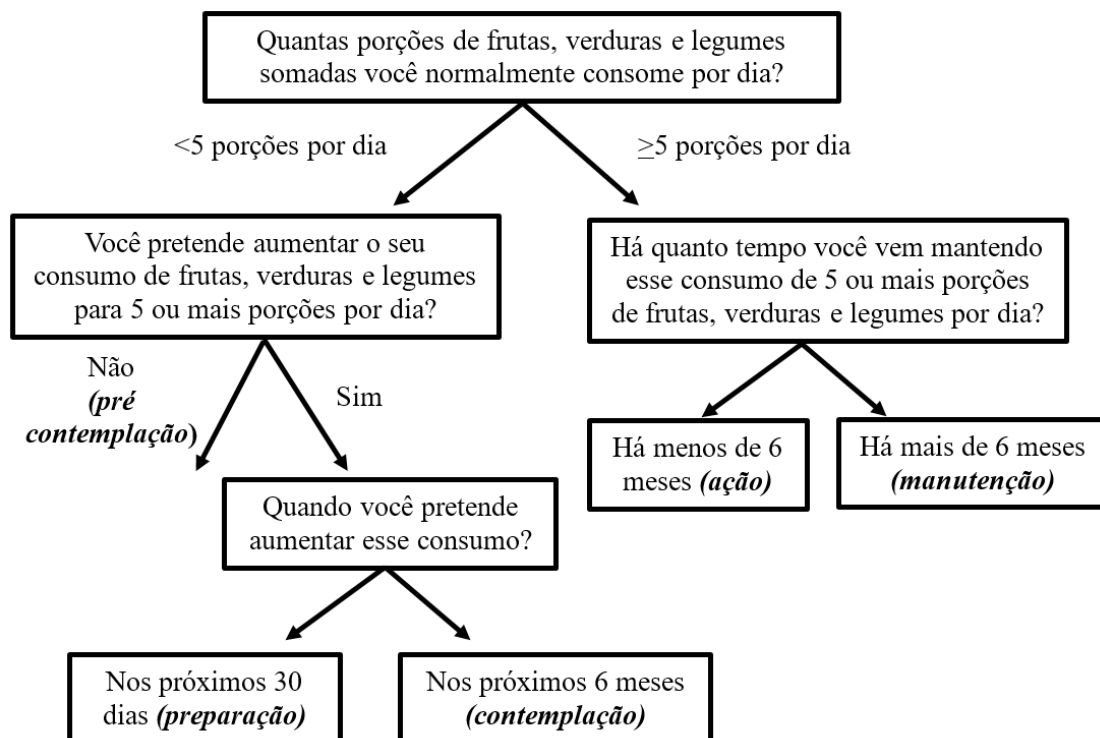 Quantas porções de frutas, verduras e legumes
somadas você normalmente consome por dia?
<5 porções por dia
≥5 porções por dia
Você pretende aumentar o seu
consumo de frutas, verduras e legumes
para 5 ou mais porções por dia?
Há quanto tempo você vem mantendo
esse consumo de 5 ou mais porções
de frutas, verduras e legumes por dia?
Não
(pré
contemplação)
Sim
Há menos de 6
meses (ação)
Há mais de 6 meses
(manutenção)
Quando você pretende
aumentar esse consumo?
Nos próximos 30
dias (preparação)
Nos próximos 6 meses
(contemplação)